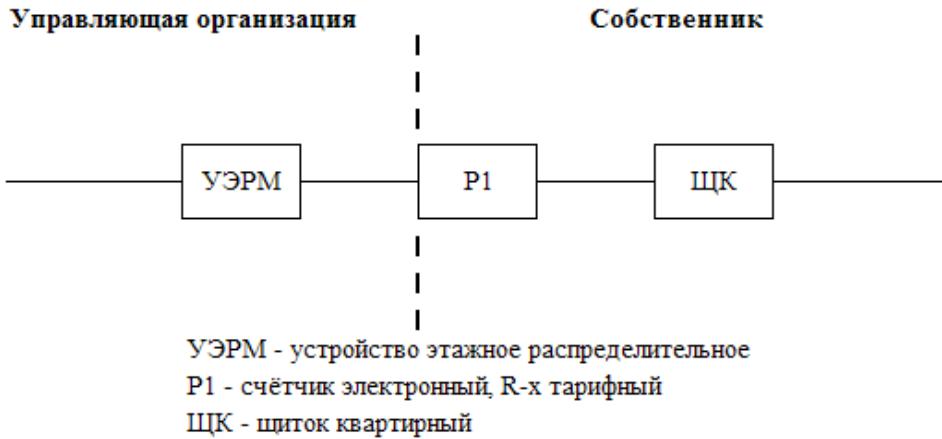 Управляющая организация
Собственник
УЭРМ
Р1
ЩК
УЭРМ - устройство этажное распределительное
Р1 - счётчик электронный, R-х тарифный
ЩК - щиток квартирный